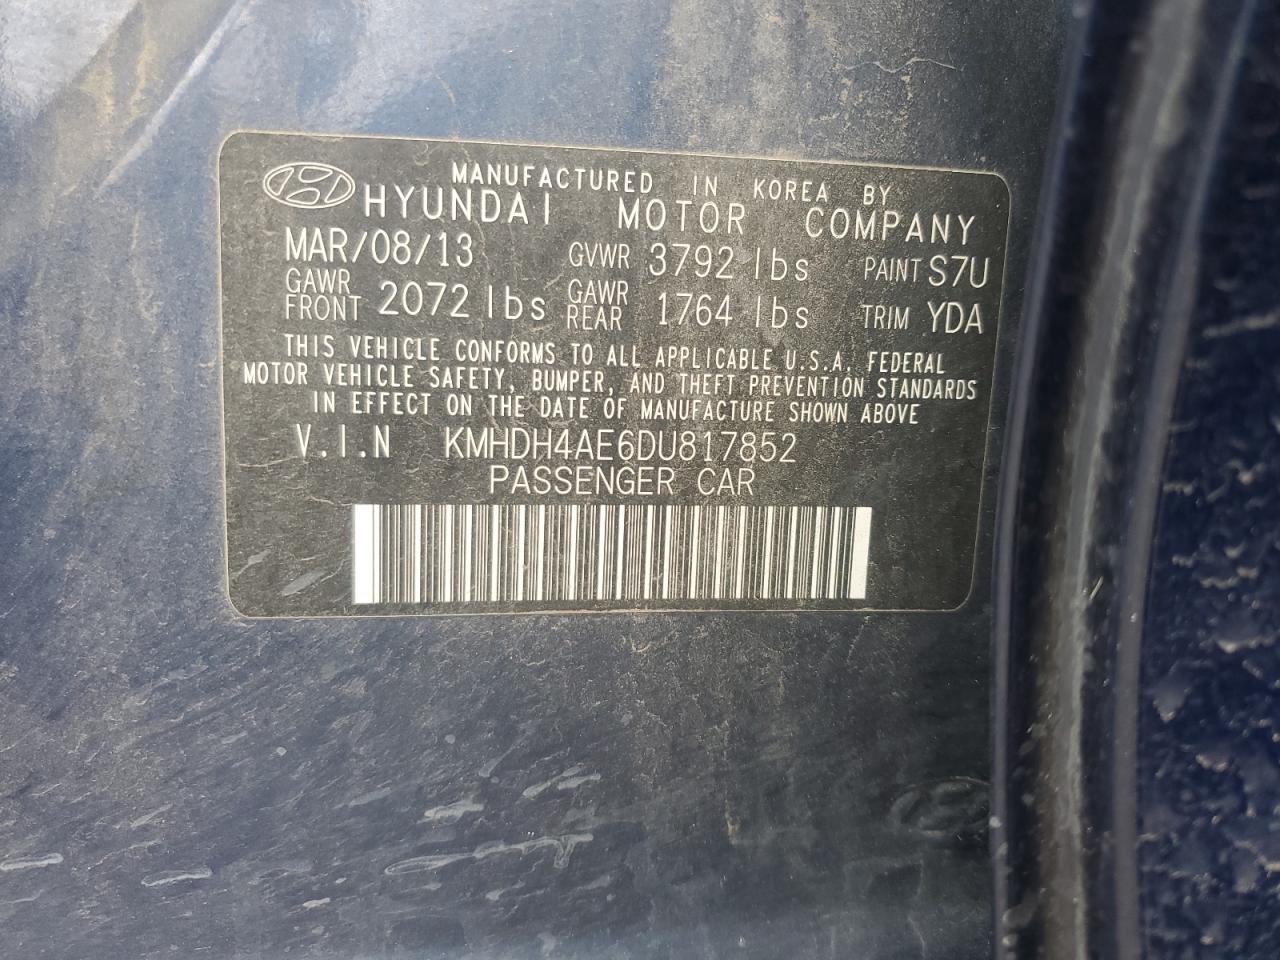 MANUFACTURED IN KOREA BY
HYUNDAI MOTOR COMPANY
MAR/08/13 GVWR 3792 lbs PAINT S7U
GAWR FRONT 2072 lbs GAWR REAR 1764 lbs TRIM YDA
THIS VEHICLE CONFORMS TO ALL APPLICABLE U.S.A. FEDERAL
MOTOR VEHICLE SAFETY, BUMPER, AND THEFT PREVENTION STANDARDS
IN EFFECT ON THE DATE OF MANUFACTURE SHOWN ABOVE
V.I.N KMHDH4AE6DU817852
PASSENGER CAR